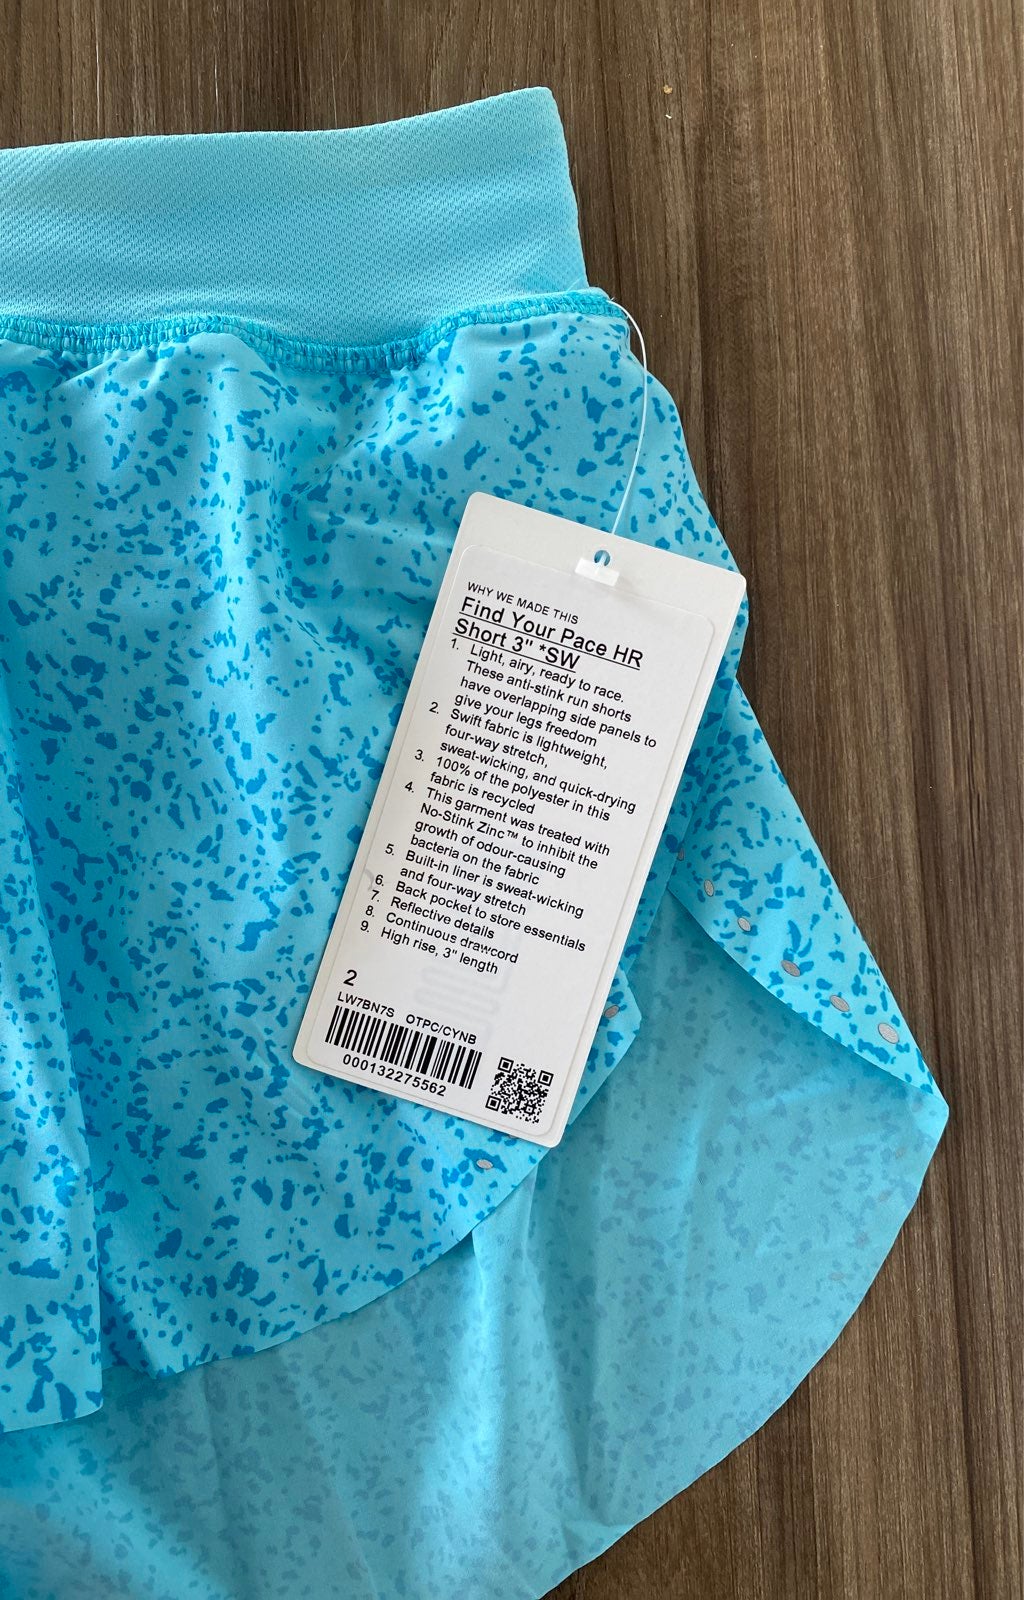 WHY WE MADE THIS
Find Your Pace HR
Short 3" *SW
1. Light, airy, ready to race.
These anti-stink run shorts
have overlapping side panels to
give your legs freedom
2. Swift fabric is lightweight,
four-way stretch,
sweat-wicking, and quick-drying
3. 100% of the polyester in this
fabric is recycled
4. This garment was treated with
No-Stink Zinc™ to inhibit the
growth of odour-causing
bacteria on the fabric
5. Built-in liner is sweat-wicking
and four-way stretch
6. Back pocket to store essentials
7. Reflective details
8. Continuous drawcord
9. High rise, 3" length
2
LW7BN7S OTPC/CYNB
000132275562